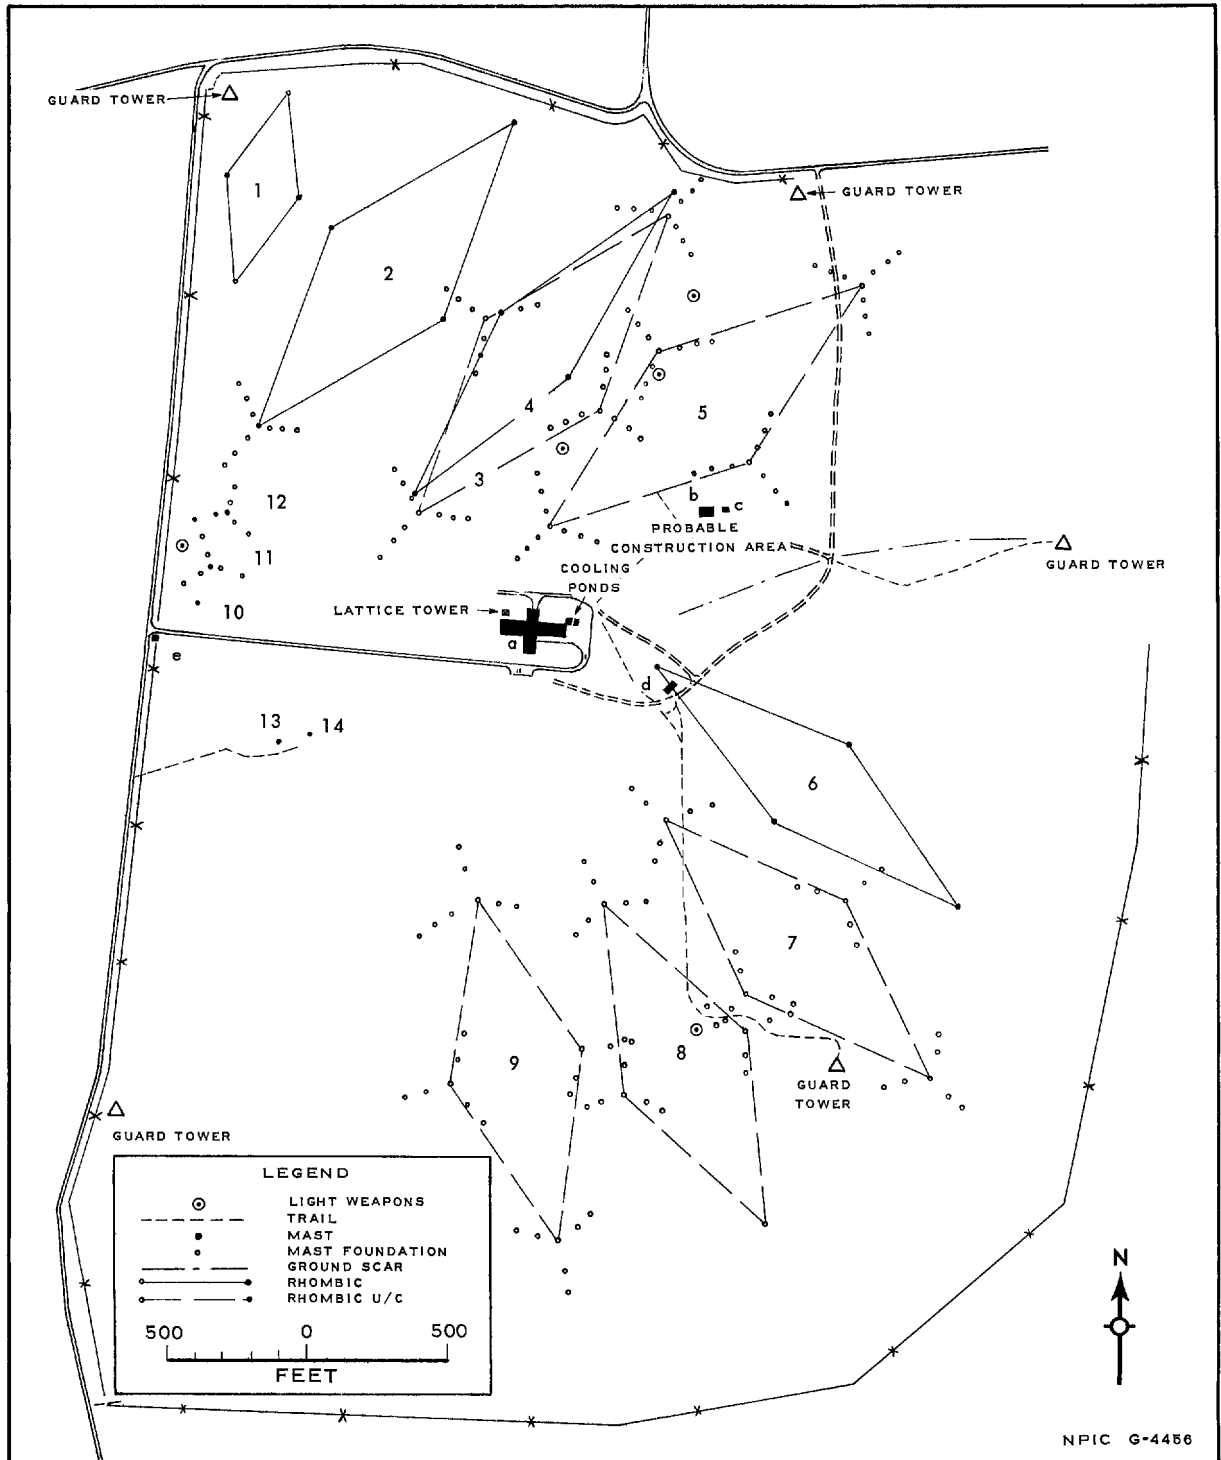 GUARD TOWER
1
GUARD TOWER
2
4
5
3
12
b
c
PROBABLE
CONSTRUCTION AREA
11
GUARD TOWER
COOLING
PONDS
10
LATTICE TOWER
a
e
d
13
14
6
7
9
8
GUARD
TOWER
GUARD TOWER
LEGEND
LIGHT WEAPONS
TRAIL
MAST
MAST FOUNDATION
GROUND SCAR
RHOMBIC
RHOMBIC U/C
500 0 500
FEET
N
NPIC G-4456